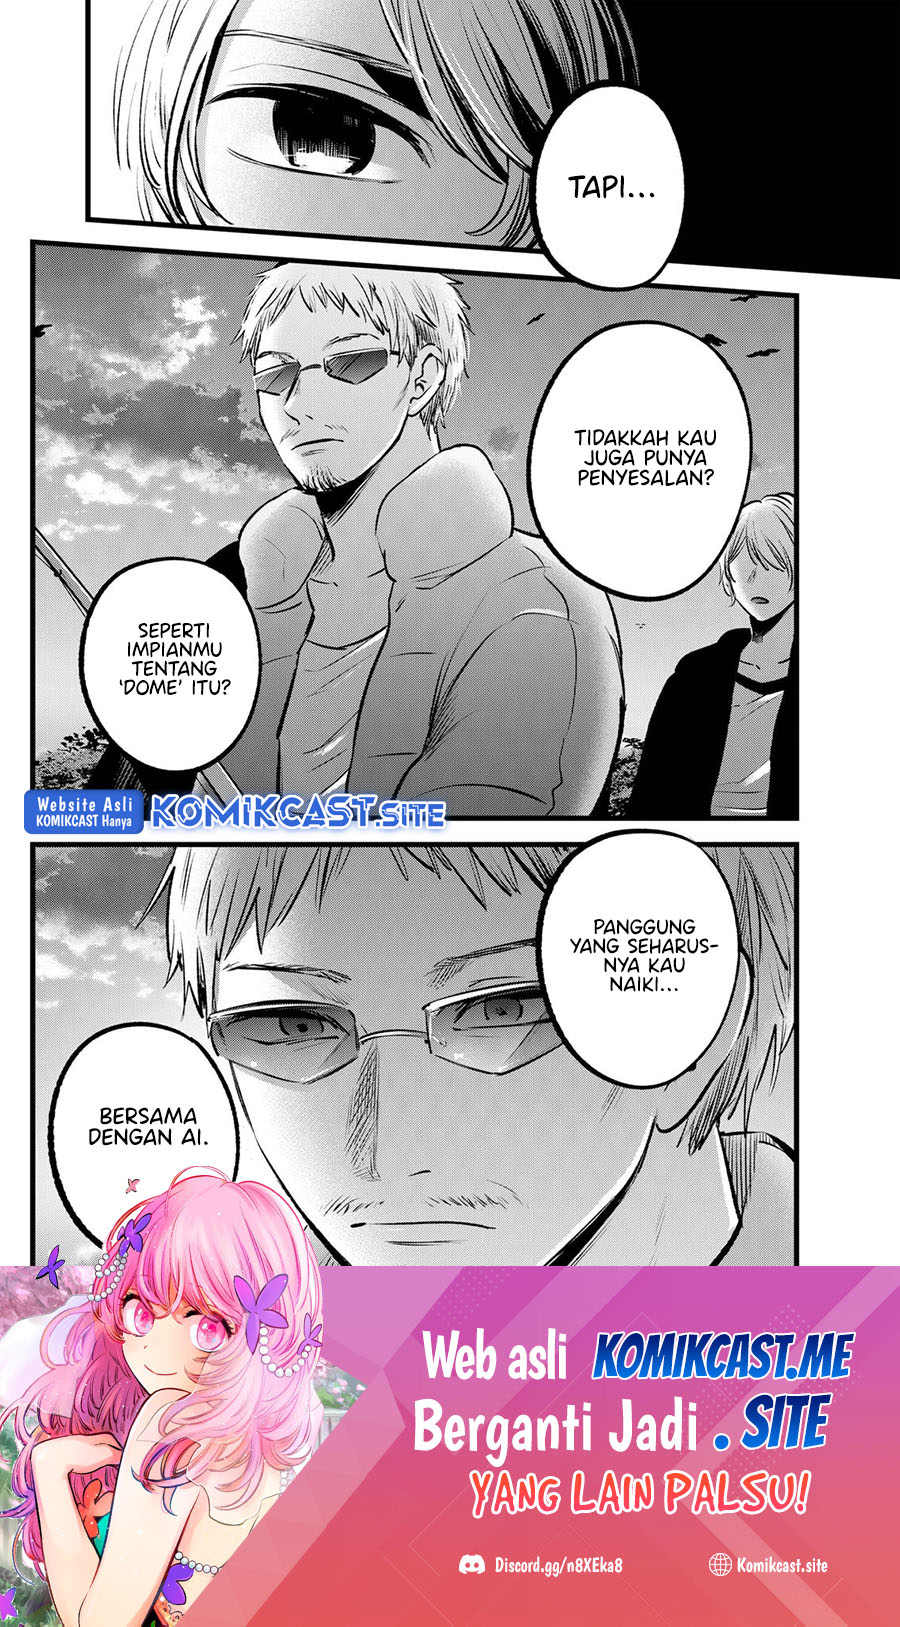 TAPI...
TIDAKKAH KAU
JUGA PUNYA
PENYESALAN?
SEPERTI
IMPIANMU
TENTANG
'DOME' ITU?
Website Asli
KOMIKCAST Hanya
KOMIKCAST.SITE
PANGGUNG
YANG SEHARUS-
NYA KAU
NAIKI...
BERSAMA
DENGAN AI.
Web asli KOMIKCAST.ME
Berganti Jadi .SITE
YANG LAIN PALSU!
Discord.gg/n8XEka8
Komikcast.site